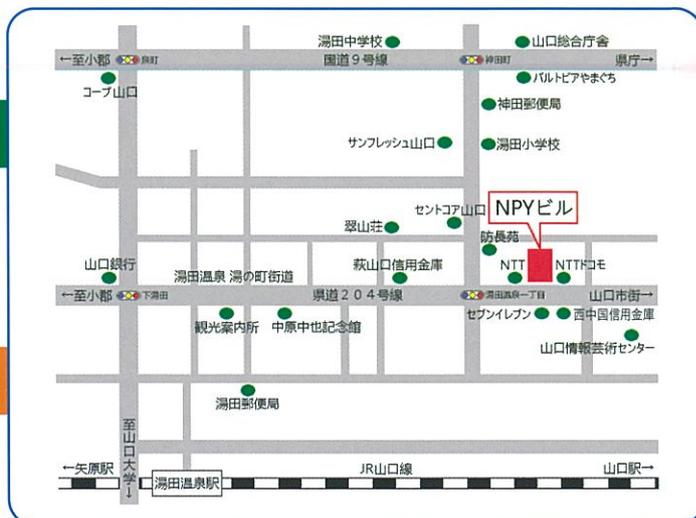 湯田中学校
山口総合庁舎
←至小郡
泉町
国道9号線
神田町
県庁→
コープ山口
パルトピアやまぐち
神田郵便局
サンフレッシュ山口
湯田小学校
セントコア山口
NPYビル
翠山荘
防長苑
山口銀行
湯田温泉 湯の町街道
萩山口信用金庫
NTT
NTTドコモ
←至小郡
下湯田
県道204号線
湯田温泉一丁目
山口市街→
観光案内所
中原中也記念館
セブンイレブン
西中国信用金庫
山口情報芸術センター
湯田郵便局
至山口大学↓
←矢原駅
JR山口線
山口駅→
湯田温泉駅